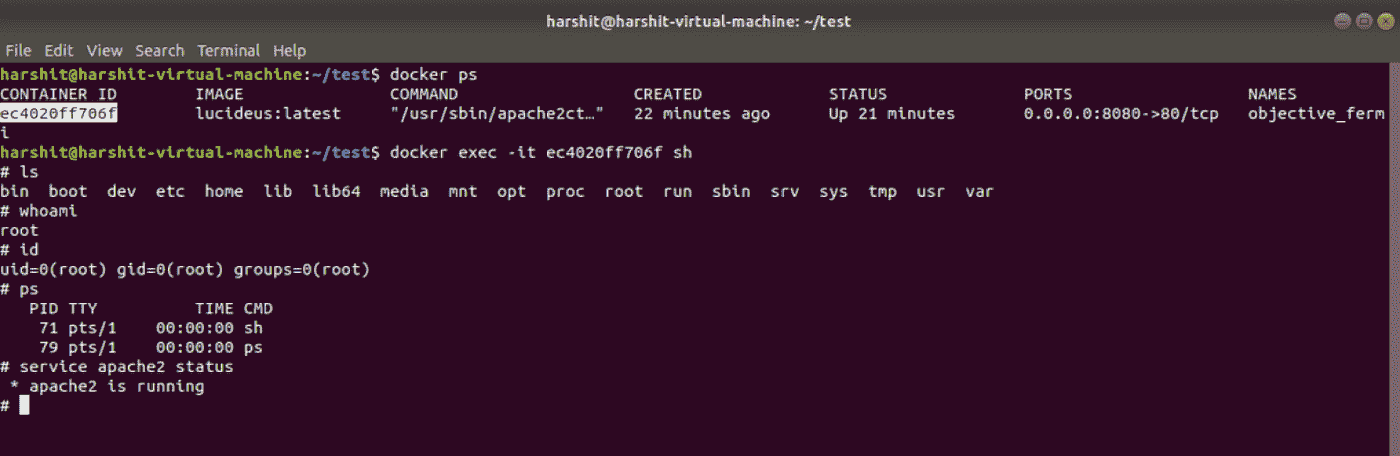 harshit@harshit-virtual-machine: ~/test
File Edit View Search Terminal Help
harshit@harshit-virtual-machine:~/test$ docker ps
CONTAINER ID        IMAGE               COMMAND                  CREATED             STATUS              PORTS                  NAMES
ec4020ff706f        lucideus:latest     "/usr/sbin/apache2ct…"   22 minutes ago      Up 21 minutes       0.0.0.0:8080->80/tcp   objective_ferm
i
harshit@harshit-virtual-machine:~/test$ docker exec -it ec4020ff706f sh
# ls
bin  boot  dev  etc  home  lib  lib64  media  mnt  opt  proc  root  run  sbin  srv  sys  tmp  usr  var
# whoami
root
# id
uid=0(root) gid=0(root) groups=0(root)
# ps
   PID TTY          TIME CMD
    71 pts/1    00:00:00 sh
    79 pts/1    00:00:00 ps
# service apache2 status
 * apache2 is running
#